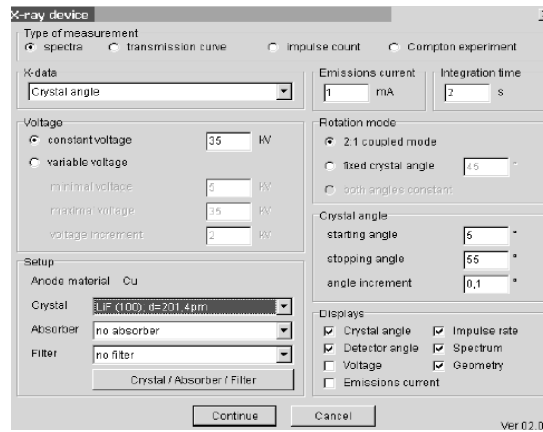 X-ray device
Type of measurement
spectra transmission curve impulse count Compton experiment
X-data
Crystal angle
Emissions current
1 mA
Integration time
2 s
Voltage
constant voltage 35 kV
variable voltage
minimal voltage 5 kV
maximal voltage 35 kV
voltage increment 2 kV
Rotation mode
2:1 coupled mode
fixed crystal angle 45 °
both angles constant
Crystal angle
starting angle 5 °
stopping angle 55 °
angle increment 0,1 °
Setup
Anode material Cu
Crystal LiF (100), d=201,4pm
Absorber no absorber
Filter no filter
Crystal / Absorber / Filter
Displays
Crystal angle Impulse rate
Detector angle Spectrum
Voltage Geometry
Emissions current
Continue Cancel
Ver 02.0